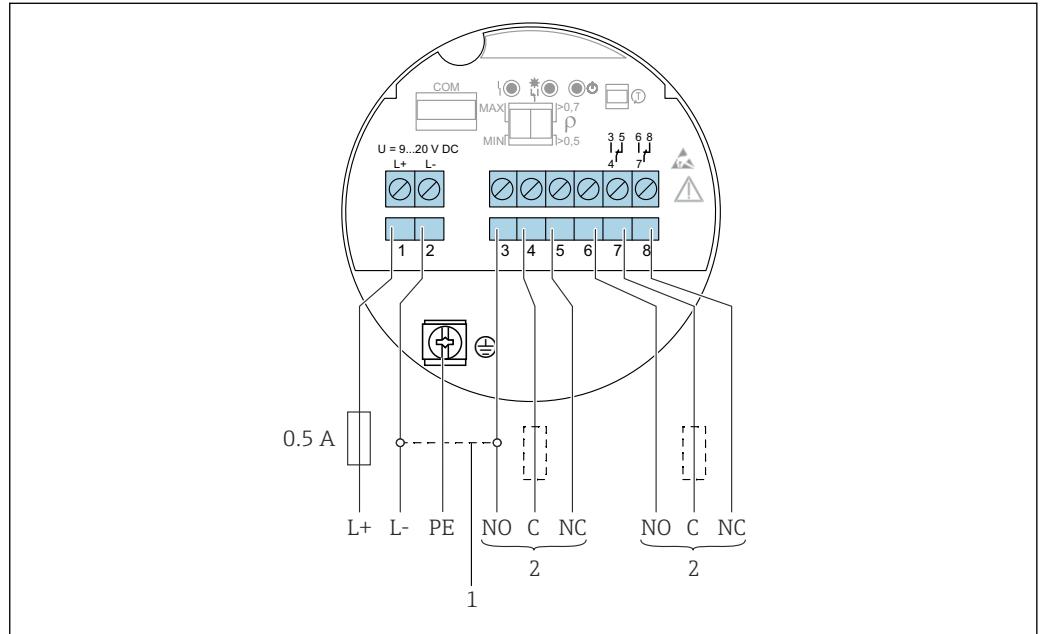 COM
MAX >0,7
ρ
MIN >0,5
T
U = 9...20 V DC
L+ L-
3 5 6 8
4 7
1 2 3 4 5 6 7 8
0.5 A
L+ L- PE NO C NC NO C NC
2 2
1